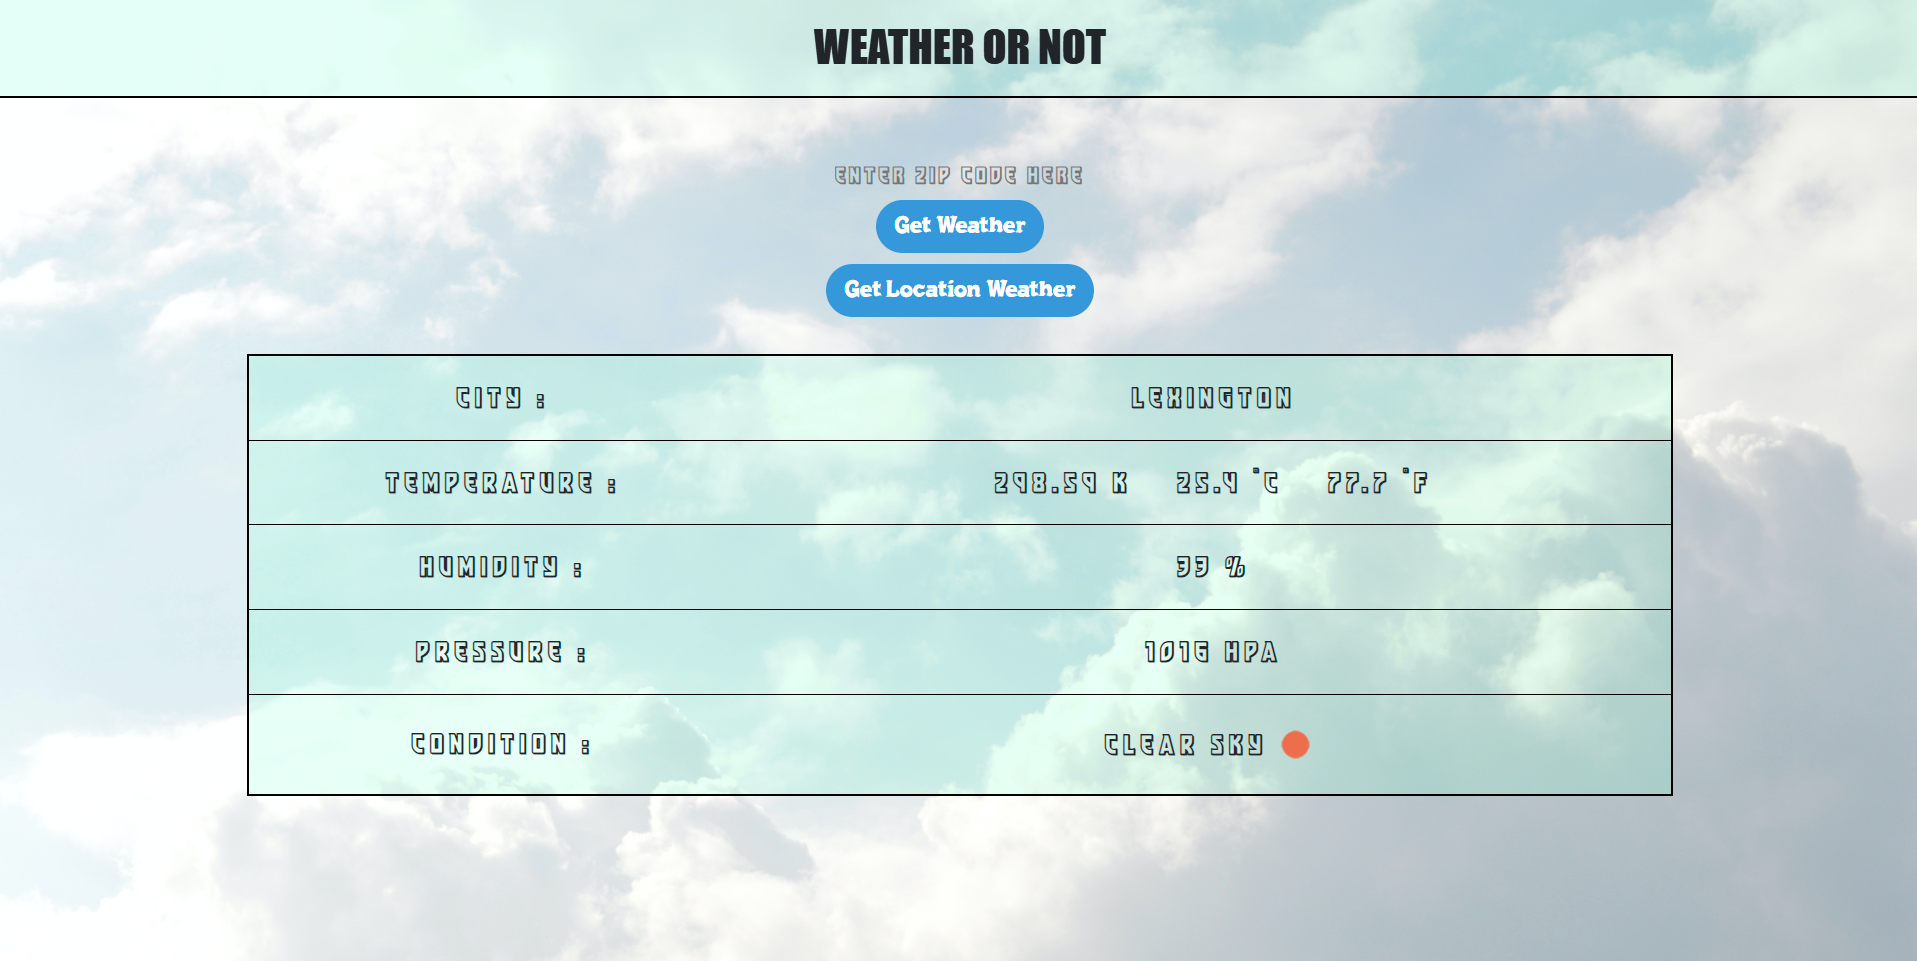 WEATHER OR NOT
ENTER ZIP CODE HERE
Get Weather
Get Location Weather
CITY : LEXINGTON
TEMPERATURE : 298.59 K 25.4 °C 77.7 °F
HUMIDITY : 33 %
PRESSURE : 1016 HPA
CONDITION : CLEAR SKY